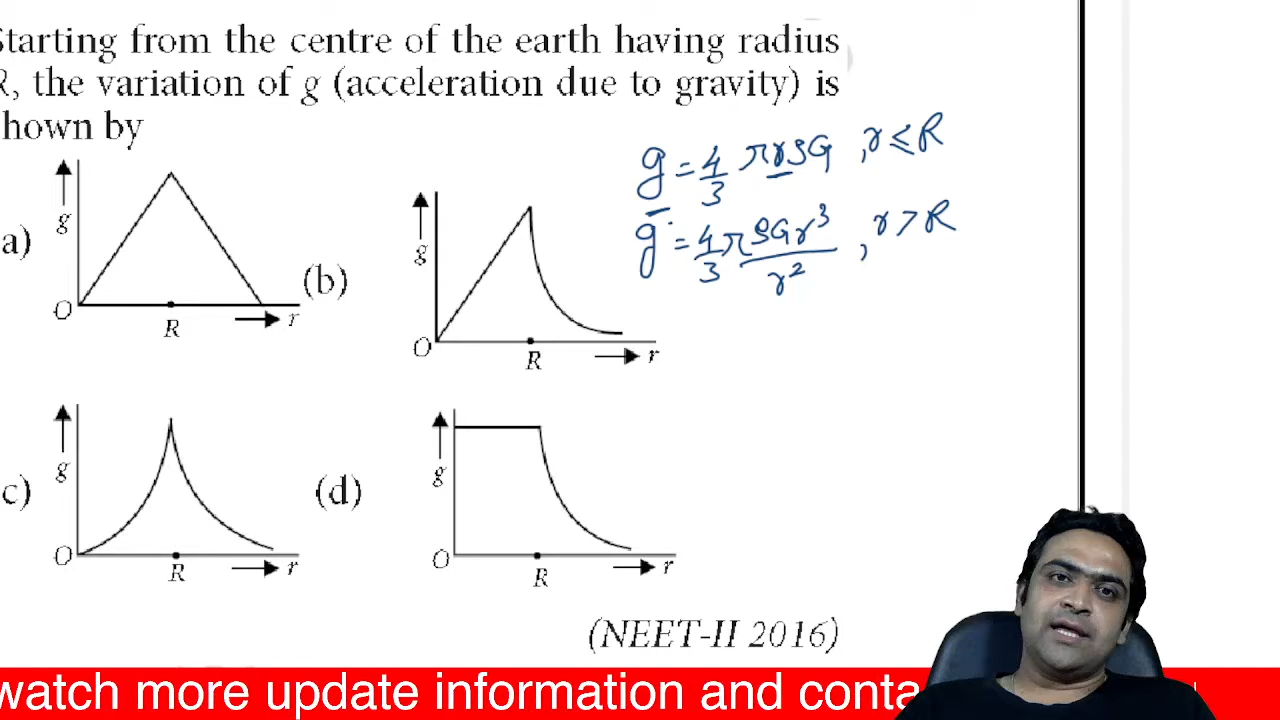 Starting from the centre of the earth having radius
R, the variation of g (acceleration due to gravity) is
shown by
g = 4/3 πrρG , r ≤ R
g = 4/3 π ρGr³/r² , r > R
a)
g
O
R
r
(b)
g
O
R
r
c)
g
O
R
r
(d)
g
O
R
r
(NEET-II 2016)
watch more update information and conta